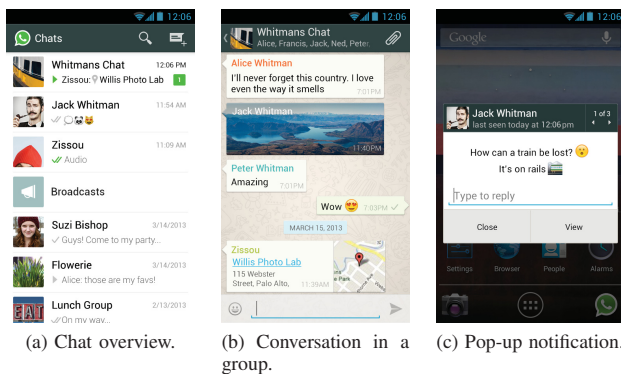 12:06
Chats
Whitmans Chat 12:06 PM
Zissou: Willis Photo Lab 1
Jack Whitman 11:54 AM
Zissou 11:09 AM
Audio
Broadcasts
Suzi Bishop 3/14/2013
Guys! Come to my party...
Flowerie 3/14/2013
Alice: those are my favs!
Lunch Group 2/13/2013
On my way...
EAT
(a) Chat overview.
12:06
Whitmans Chat
Alice, Francis, Jack, Ned, Peter,
Alice Whitman
I'll never forget this country. I love
even the way it smells 7:01PM
Jack Whitman
11:40PM
Peter Whitman
Amazing 7:01PM
Wow 7:03PM
MARCH 15, 2013
Zissou
Willis Photo Lab
115 Webster
Street, Palo Alto, 11:39AM
(b) Conversation in a
group.
12:06
Google
Jack Whitman 1 of 3
last seen today at 12:06pm
How can a train be lost?
It's on rails
Type to reply
Close View
Settings Browser People Alarms
(c) Pop-up notification.